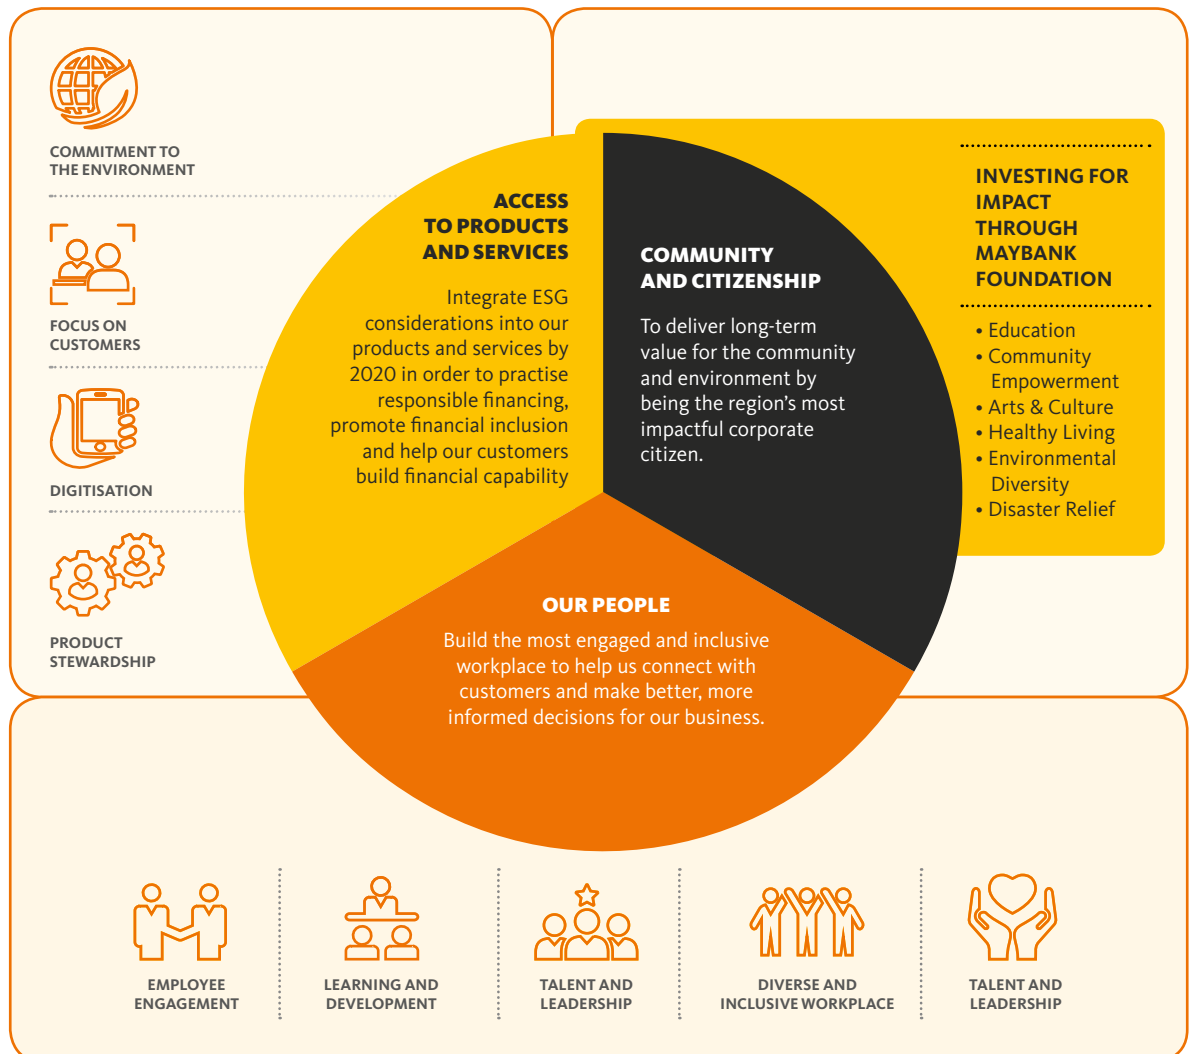 COMMITMENT TO
THE ENVIRONMENT
FOCUS ON
CUSTOMERS
DIGITISATION
PRODUCT
STEWARDSHIP
ACCESS
TO PRODUCTS
AND SERVICES
Integrate ESG
considerations into our
products and services by
2020 in order to practise
responsible financing,
promote financial inclusion
and help our customers
build financial capability
COMMUNITY
AND CITIZENSHIP
To deliver long-term
value for the community
and environment by
being the region's most
impactful corporate
citizen.
INVESTING FOR
IMPACT
THROUGH
MAYBANK
FOUNDATION
• Education
• Community
Empowerment
• Arts & Culture
• Healthy Living
• Environmental
Diversity
• Disaster Relief
OUR PEOPLE
Build the most engaged and inclusive
workplace to help us connect with
customers and make better, more
informed decisions for our business.
EMPLOYEE
ENGAGEMENT
LEARNING AND
DEVELOPMENT
TALENT AND
LEADERSHIP
DIVERSE AND
INCLUSIVE WORKPLACE
TALENT AND
LEADERSHIP